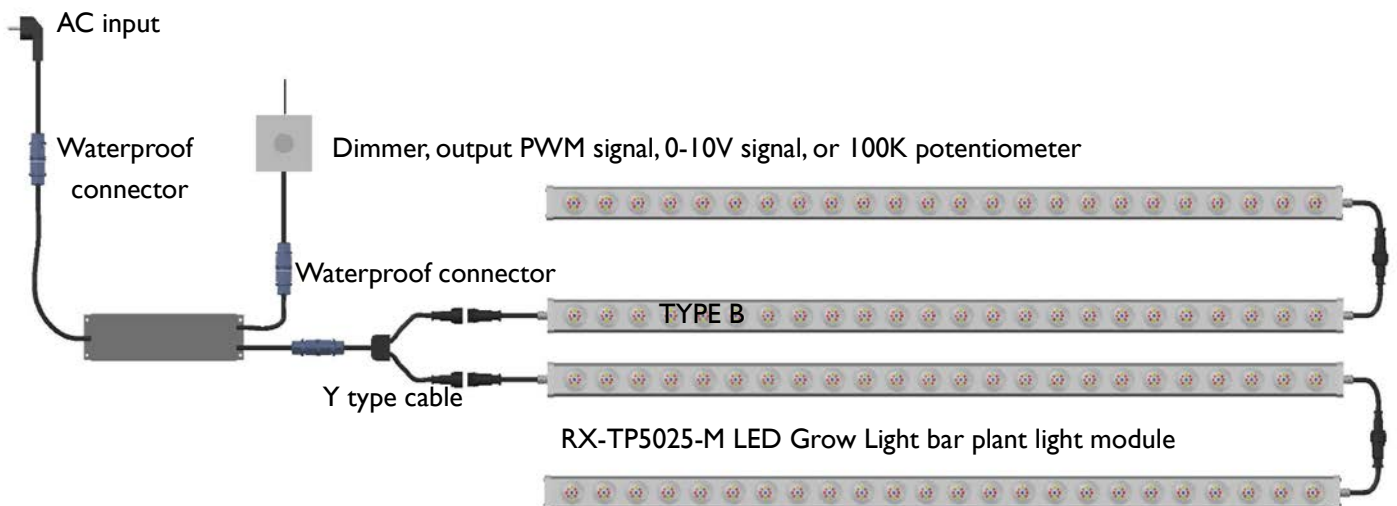 AC input
Waterproof
connector
Dimmer, output PWM signal, 0-10V signal, or 100K potentiometer
Waterproof connector
TYPE B
Y type cable
RX-TP5025-M LED Grow Light bar plant light module